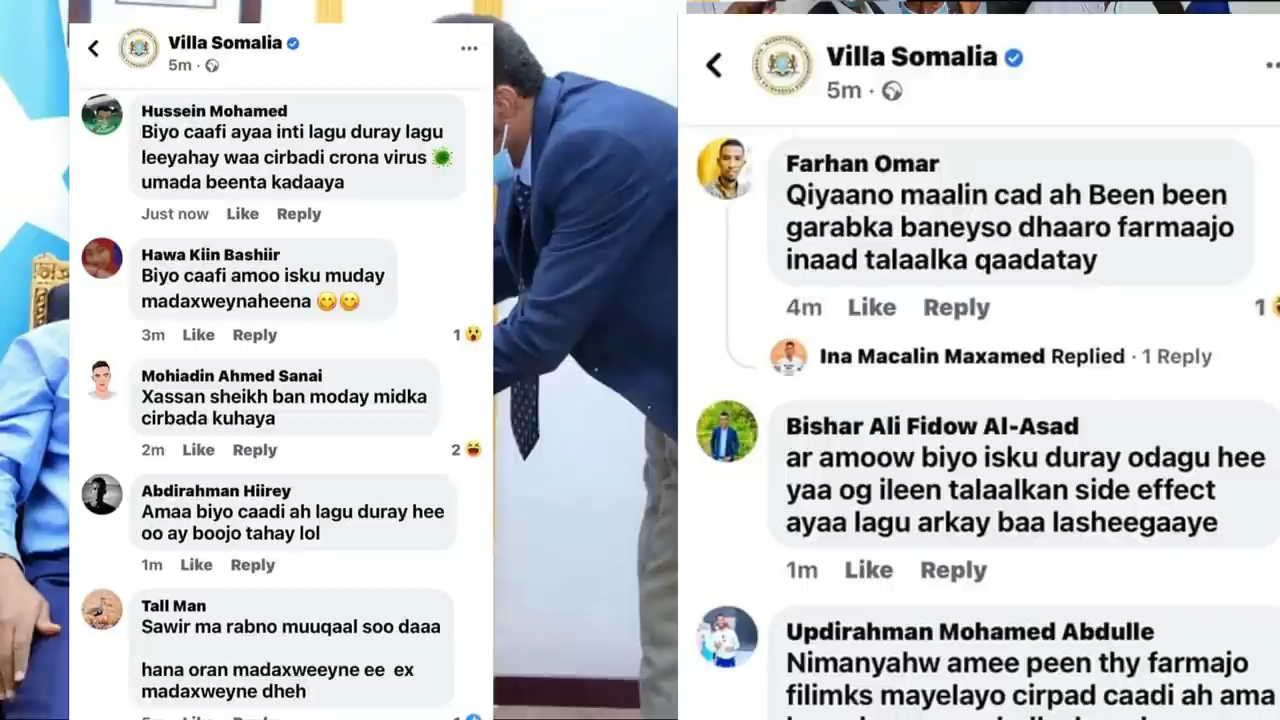 Villa Somalia
5m ·
Hussein Mohamed
Biyo caafi ayaa inti lagu duray lagu
leeyahay waa cirbadi crona virus
umada beenta kadaaya
Just now Like Reply
Hawa Kiin Bashiir
Biyo caafi amoo isku muday
madaxweynaheena 😋😋
3m Like Reply 1
Mohiadin Ahmed Sanai
Xassan sheikh ban moday midka
cirbada kuhaya
2m Like Reply 2
Abdirahman Hiirey
Amaa biyo caadi ah lagu duray hee
oo ay boojo tahay lol
1m Like Reply
Tall Man
Sawir ma rabno muuqaal soo daaa
hana oran madaxweeyne ee ex
madaxweyne dheh
Villa Somalia
5m ·
Farhan Omar
Qiyaano maalin cad ah Been been
garabka baneyso dhaaro farmaajo
inaad talaalka qaadatay
4m Like Reply 1
Ina Macalin Maxamed Replied · 1 Reply
Bishar Ali Fidow Al-Asad
ar amoow biyo isku duray odagu hee
yaa og ileen talaalkan side effect
ayaa lagu arkay baa lasheegaaye
1m Like Reply
Updirahman Mohamed Abdulle
Nimanyahw amee peen thy farmajo
filimks mayelayo cirpad caadi ah ama